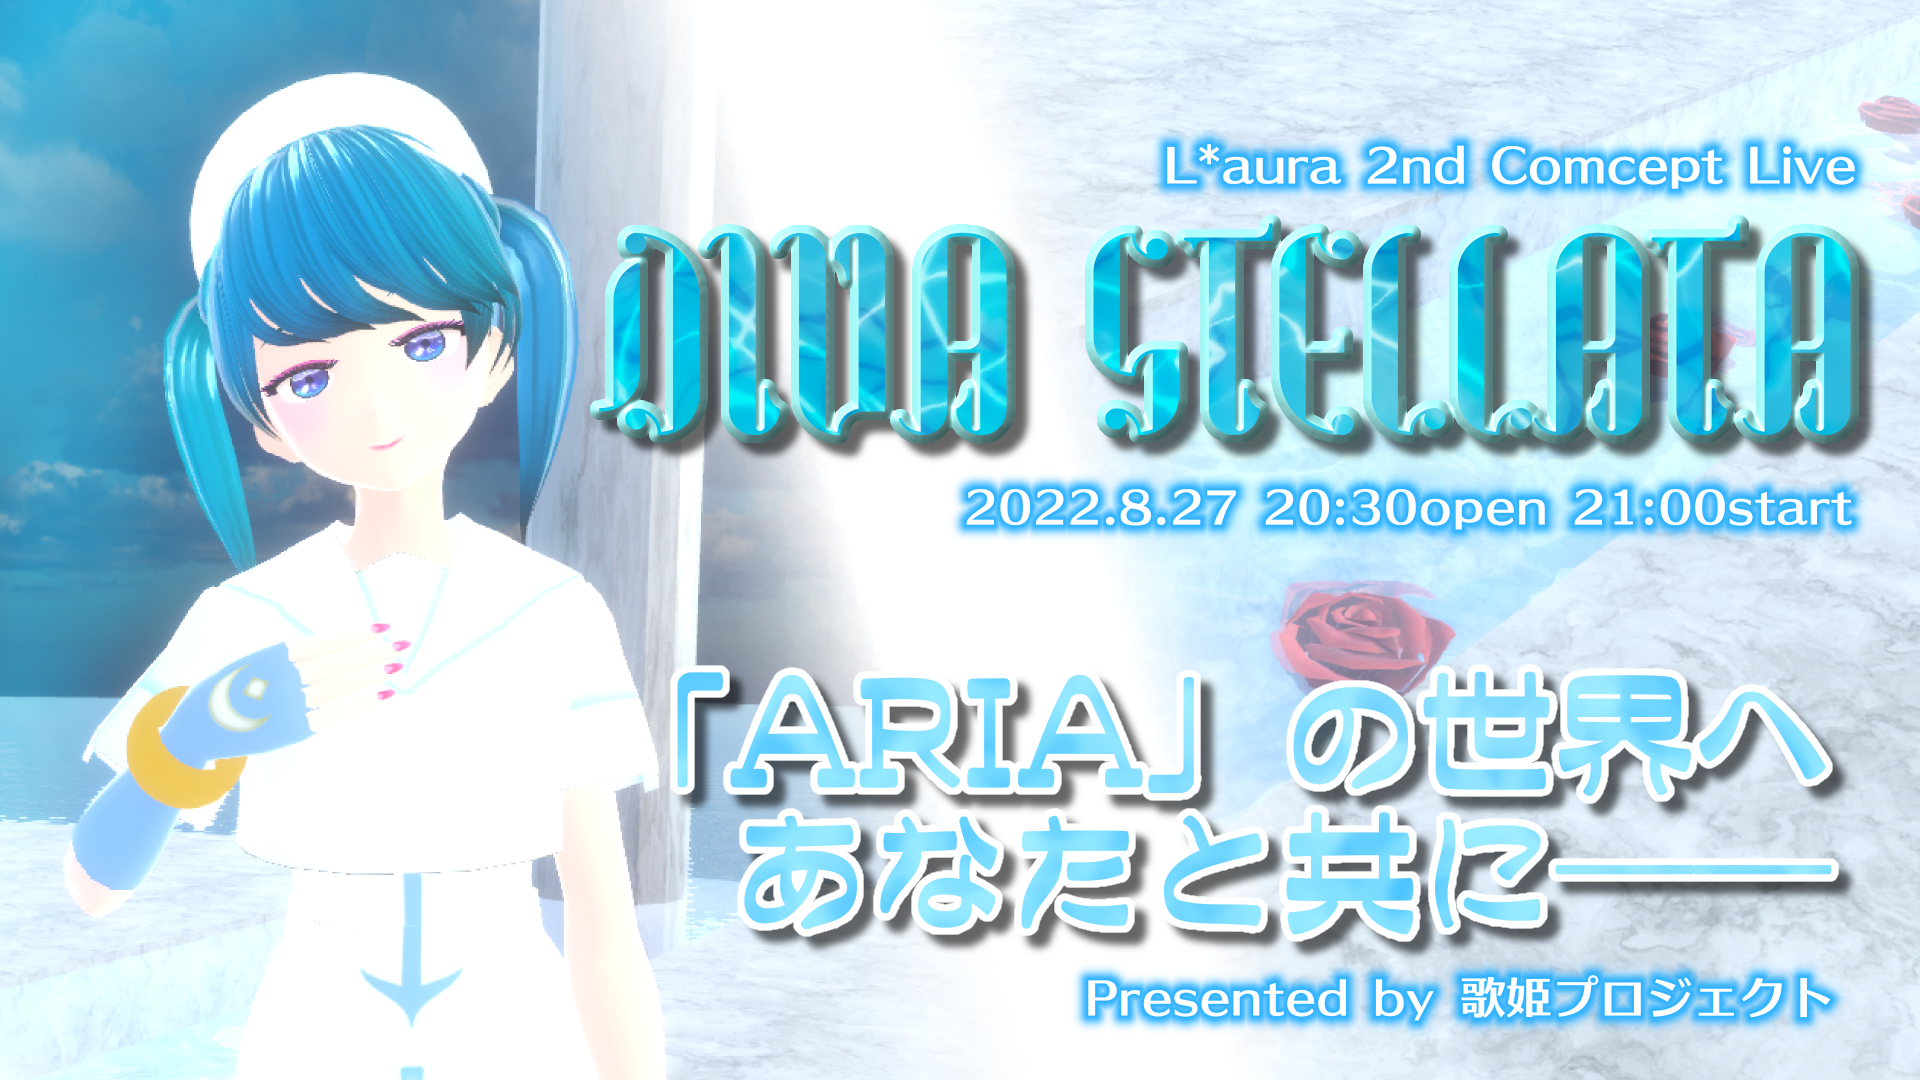 L*aura 2nd Comcept Live
DIVA STELLATA
2022.8.27 20:30open 21:00start
「ARIA」の世界へ
あなたと共に――
Presented by 歌姫プロジェクト